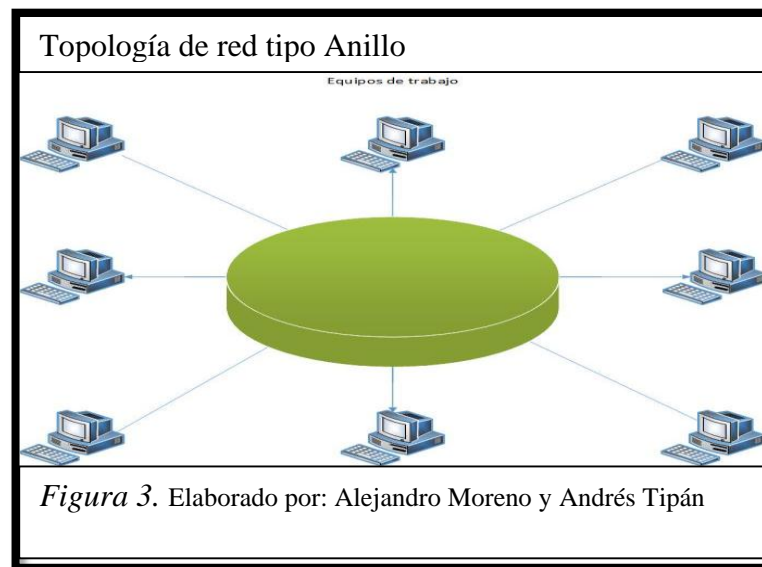 Topología de red tipo Anillo
Equipos de trabajo
Figura 3. Elaborado por: Alejandro Moreno y Andrés Tipán